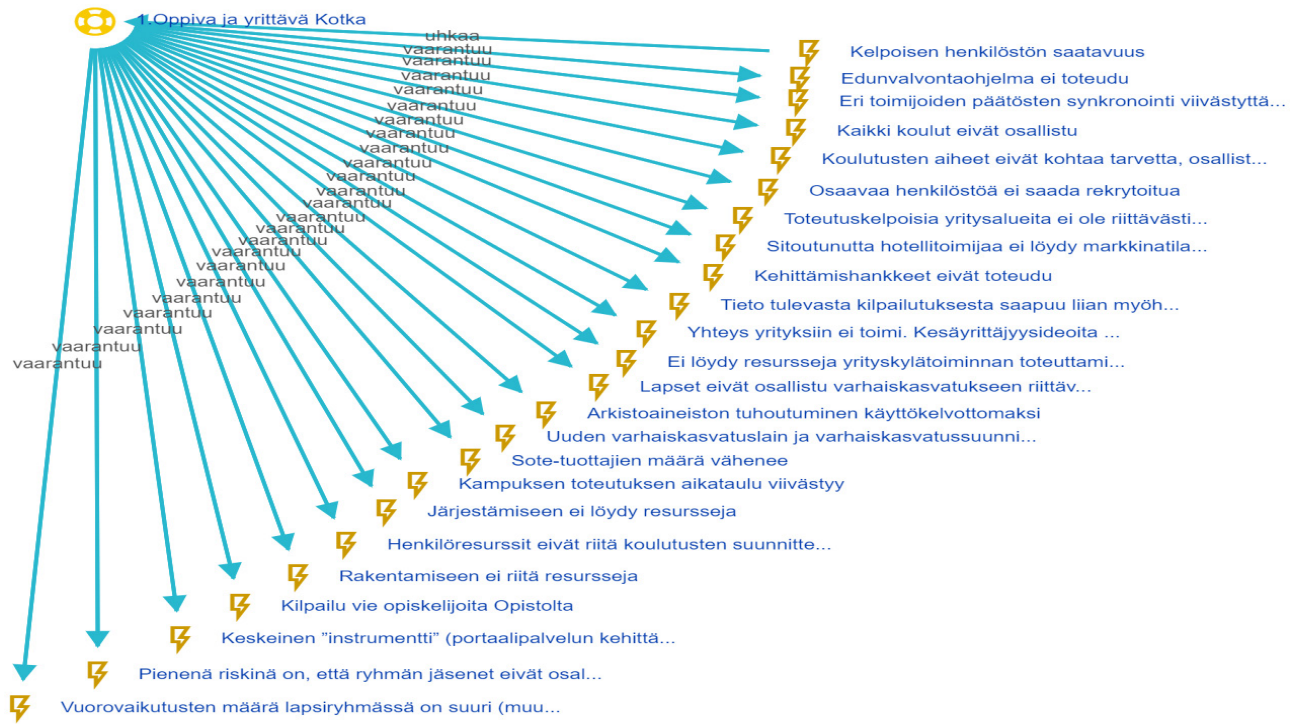 1.Oppiva ja yrittävä Kotka
uhkaa
Kelpoisen henkilöstön saatavuus
vaarantuu
vaarantuu
Edunvalvontaohjelma ei toteudu
vaarantuu
vaarantuu
Eri toimijoiden päätösten synkronointi viivästyttä...
vaarantuu
vaarantuu
Kaikki koulut eivät osallistu
vaarantuu
vaarantuu
Koulutusten aiheet eivät kohtaa tarvetta, osallist...
vaarantuu
vaarantuu
Osaavaa henkilöstöä ei saada rekrytoitua
vaarantuu
vaarantuu
Toteutuskelpoisia yritysalueita ei ole riittävästi...
vaarantuu
vaarantuu
Sitoutunutta hotellitoimijaa ei löydy markkinatila...
vaarantuu
vaarantuu
Kehittämishankkeet eivät toteudu
vaarantuu
vaarantuu
Tieto tulevasta kilpailutuksesta saapuu liian myöh...
vaarantuu
vaarantuu
Yhteys yrityksiin ei toimi. Kesäyrittäjyysideoita ...
vaarantuu
vaarantuu
Ei löydy resursseja yrityskylätoiminnan toteuttami...
vaarantuu
Lapset eivät osallistu varhaiskasvatukseen riittäv...
Arkistoaineiston tuhoutuminen käyttökelvottomaksi
Uuden varhaiskasvatuslain ja varhaiskasvatussuunni...
Sote-tuottajien määrä vähenee
Kampuksen toteutuksen aikataulu viivästyy
Järjestämiseen ei löydy resursseja
Henkilöresurssit eivät riitä koulutusten suunnitte...
Rakentamiseen ei riitä resursseja
Kilpailu vie opiskelijoita Opistolta
Keskeinen ”instrumentti” (portaalipalvelun kehittä...
Pienenä riskinä on, että ryhmän jäsenet eivät osal...
Vuorovaikutusten määrä lapsiryhmässä on suuri (muu...